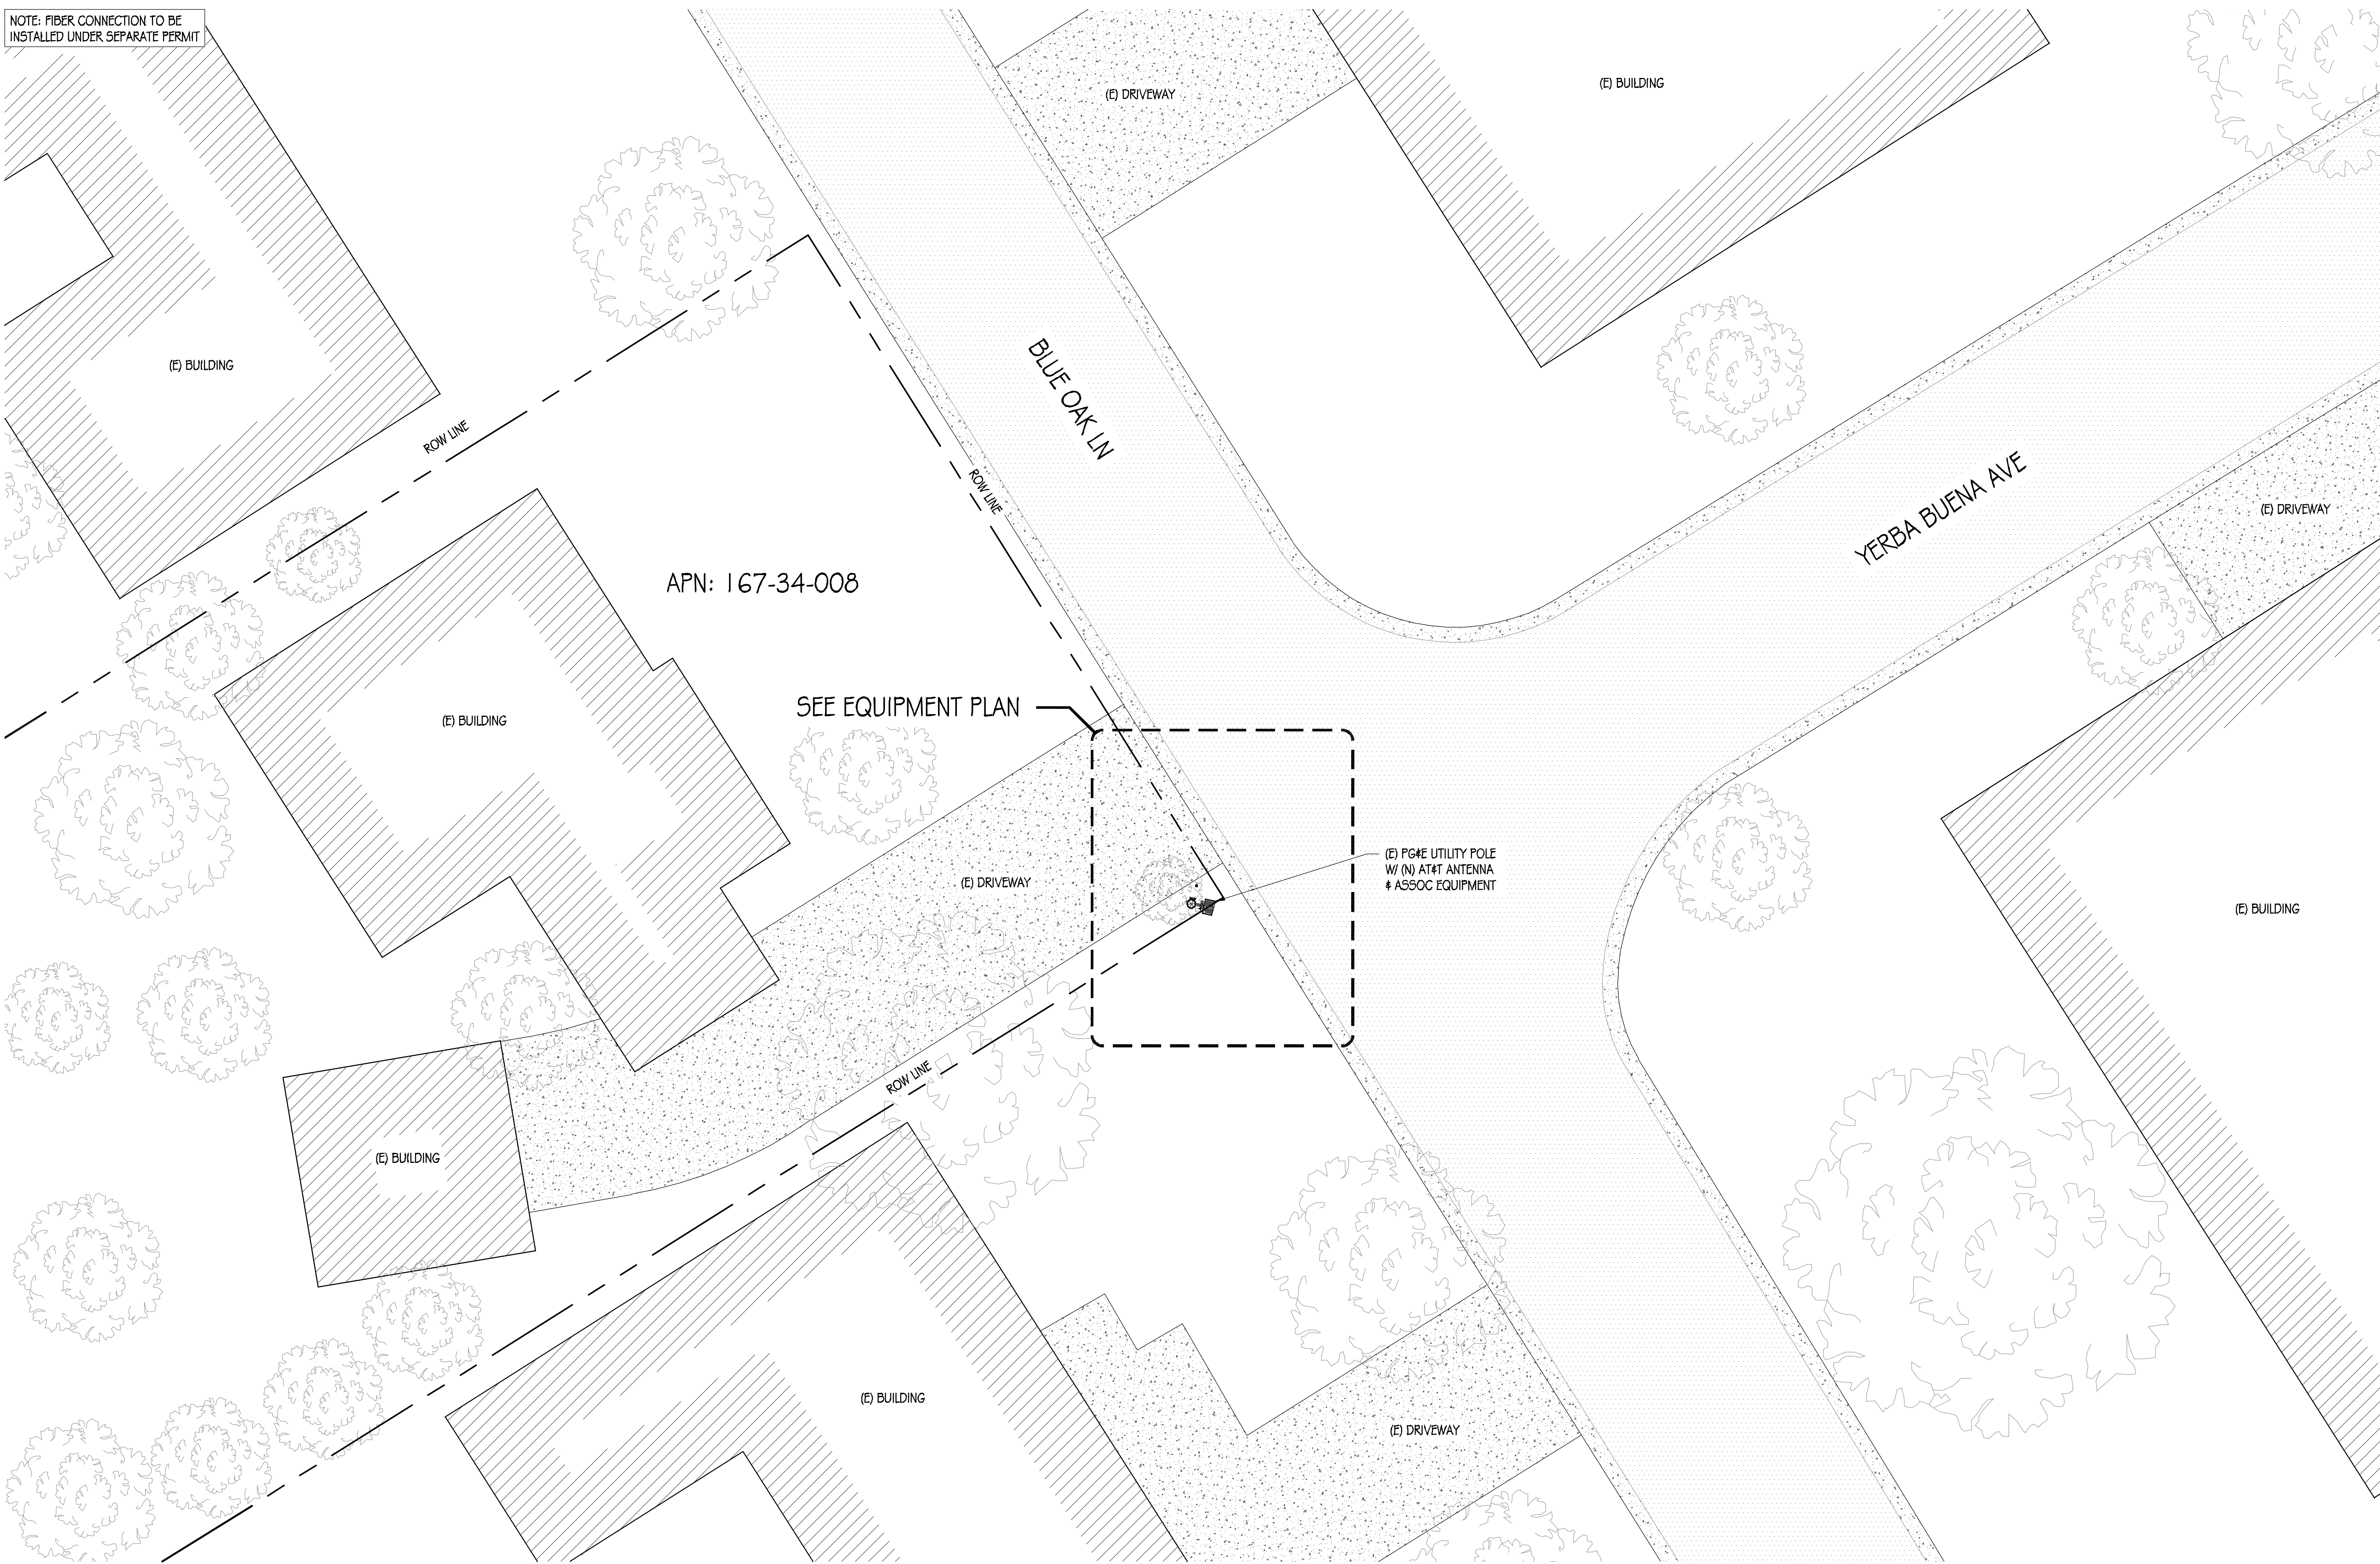 NOTE: FIBER CONNECTION TO BE
INSTALLED UNDER SEPARATE PERMIT
(E) DRIVEWAY
(E) BUILDING
(E) BUILDING
BLUE OAK LN
ROW LINE
ROW LINE
YERBA BUENA AVE
(E) DRIVEWAY
APN: 167-34-008
SEE EQUIPMENT PLAN
(E) BUILDING
(E) PG&E UTILITY POLE
W/ (N) AT&T ANTENNA
& ASSOC EQUIPMENT
(E) DRIVEWAY
(E) BUILDING
ROW LINE
(E) BUILDING
(E) BUILDING
(E) DRIVEWAY